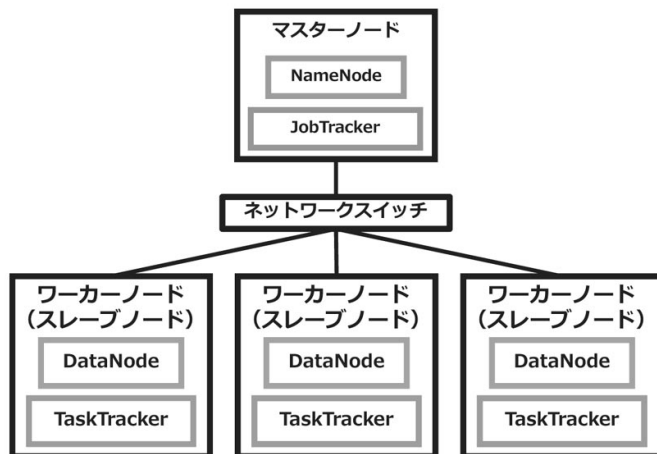 マスターノード
NameNode
JobTracker
ネットワークスイッチ
ワーカーノード
(スレーブノード)
DataNode
TaskTracker
ワーカーノード
(スレーブノード)
DataNode
TaskTracker
ワーカーノード
(スレーブノード)
DataNode
TaskTracker